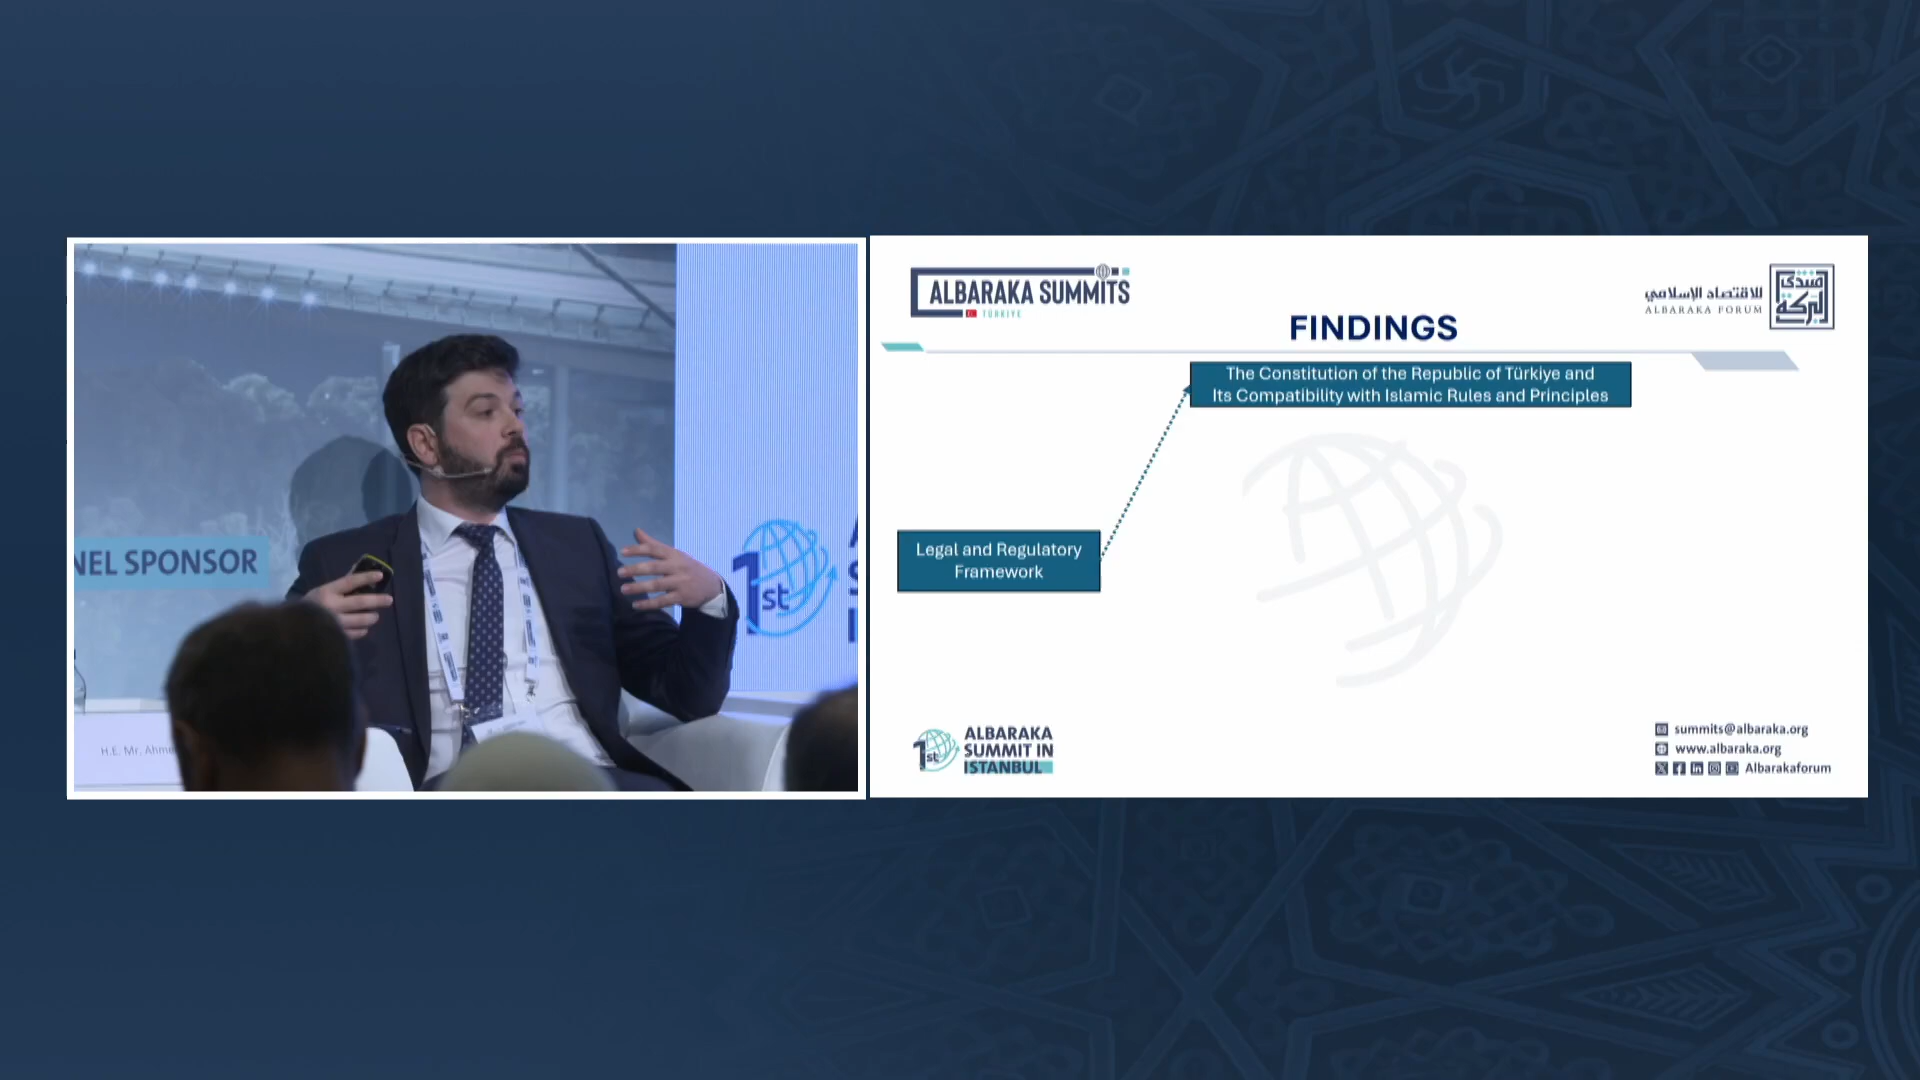 NEL SPONSOR
1st
H.E. Mr. Ahme
ALBARAKA SUMMITS
TÜRKİYE
منتدى
البركة
للاقتصاد الإسلامي
ALBARAKA FORUM
FINDINGS
The Constitution of the Republic of Türkiye and
Its Compatibility with Islamic Rules and Principles
Legal and Regulatory
Framework
1st
ALBARAKA
SUMMIT IN
ISTANBUL
summits@albaraka.org
www.albaraka.org
Albarakaforum